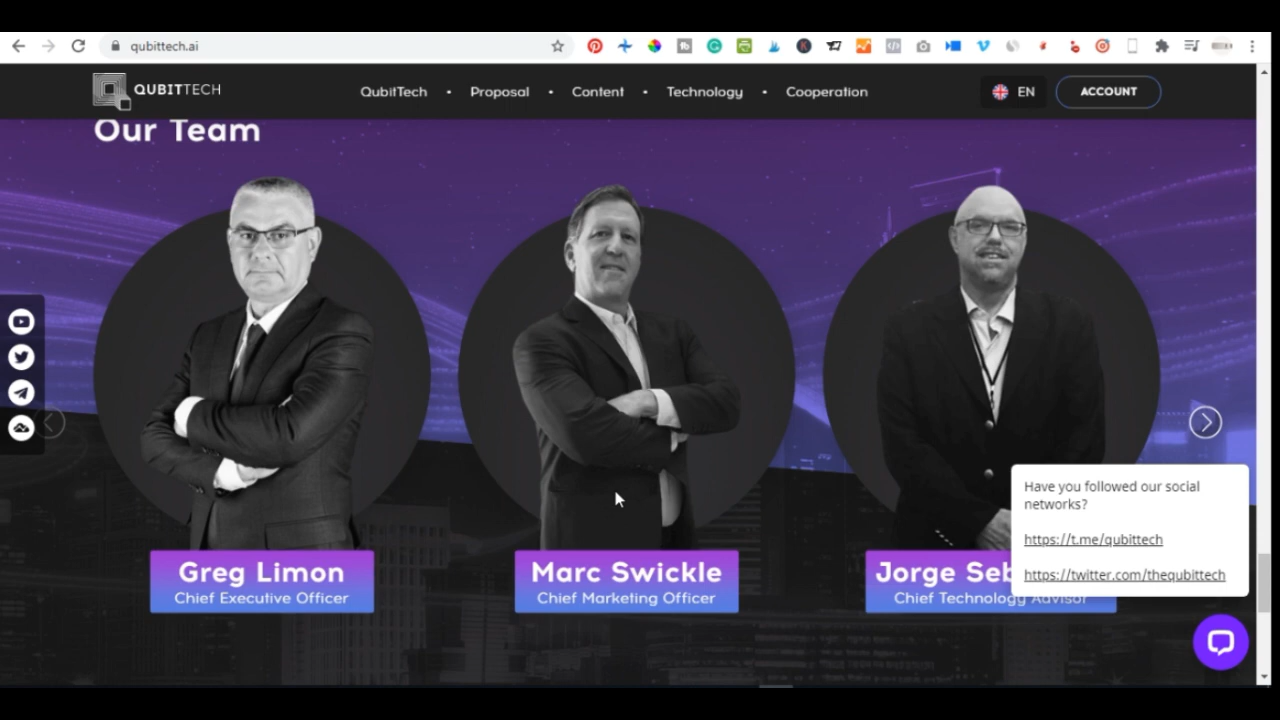 qubittech.ai
QUBITTECH
QubitTech • Proposal • Content • Technology • Cooperation
EN
ACCOUNT
Our Team
Greg Limon
Chief Executive Officer
Marc Swickle
Chief Marketing Officer
Jorge Seb
Chief Technology Advisor
Have you followed our social
networks?
https://t.me/qubittech
https://twitter.com/thequbittech